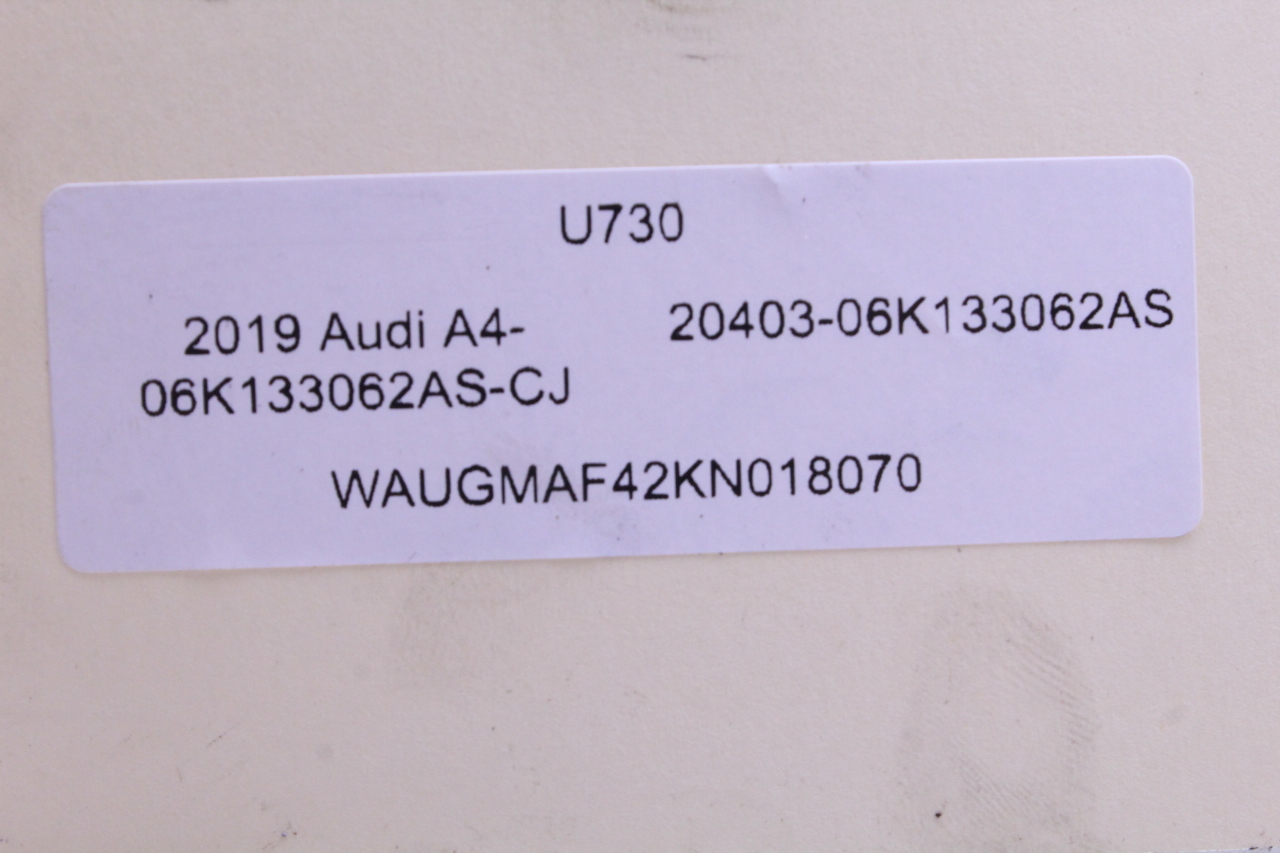 U730
2019 Audi A4- 20403-06K133062AS
06K133062AS-CJ
WAUGMAF42KN018070